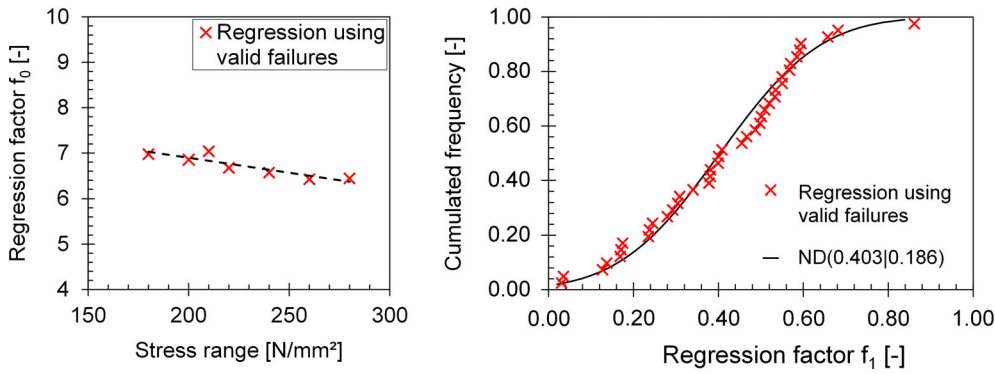 Regression factor f₀ [-]
10
9
8
7
6
5
4
Regression using
valid failures
150
200
250
300
Stress range [N/mm²]
Cumulated frequency [-]
1.00
0.80
0.60
0.40
0.20
0.00
Regression using
valid failures
ND(0.403|0.186)
0.00
0.20
0.40
0.60
0.80
1.00
Regression factor f₁ [-]